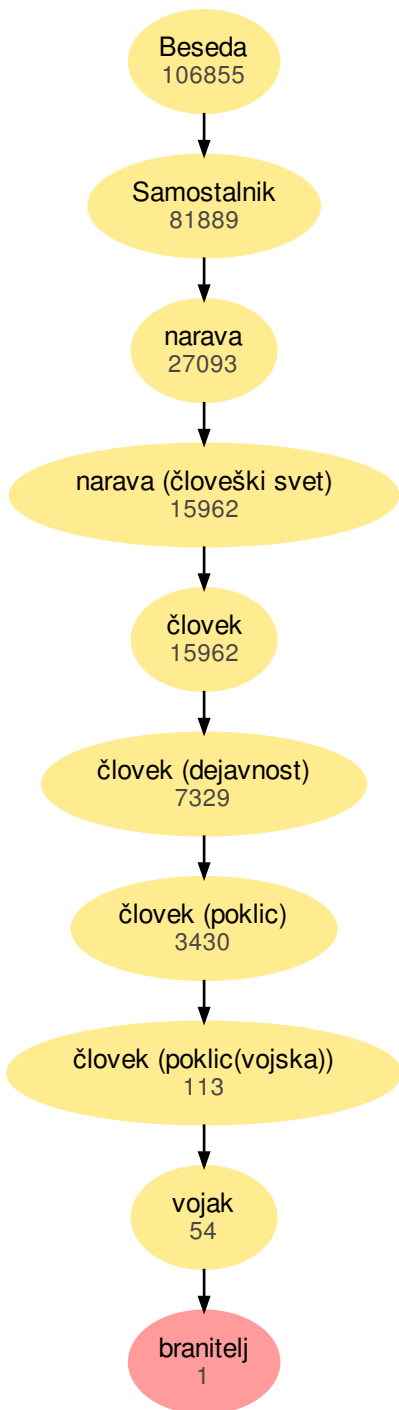 Beseda
106855
Samostalnik
81889
narava
27093
narava (človeški svet)
15962
človek
15962
človek (dejavnost)
7329
človek (poklic)
3430
človek (poklic(vojska))
113
vojak
54
branitelj
1